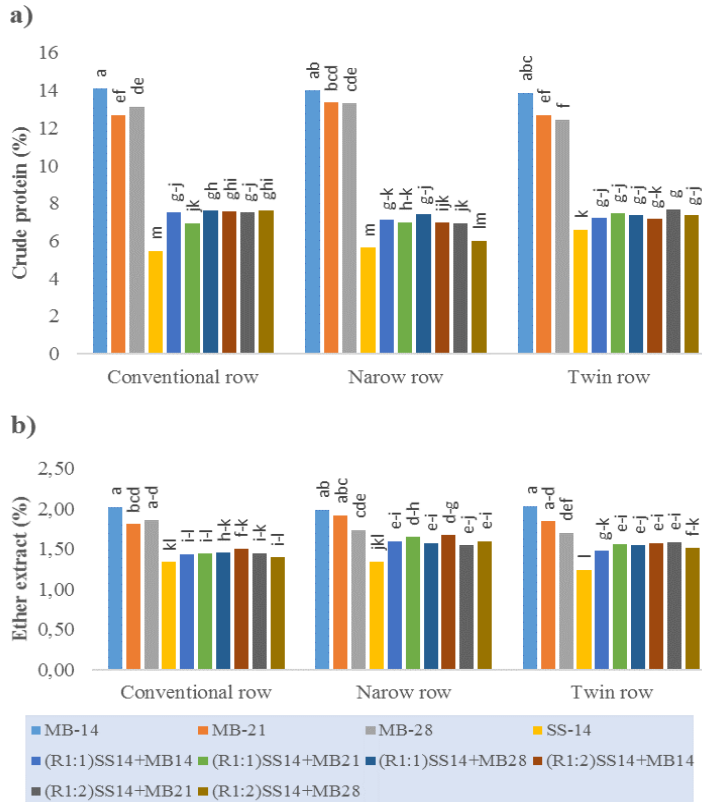 a)
Crude protein (%)
16
14
12
10
8
6
4
2
0
a
ef
de
m
g-j
jk
gh
ghi
g-j
ghi
ab
bcd
cde
m
g-k
h-k
g-j
ijk
jk
lm
abc
ef
f
k
g-j
g-j
g-j
g-k
g
g-j
Conventional row
Narow row
Twin row
b)
Ether extract (%)
2,50
2,00
1,50
1,00
0,50
0,00
a
bcd
a-d
kl
i-l
i-l
h-k
f-k
i-k
i-l
ab
abc
cde
jkl
e-i
d-h
e-i
d-g
e-j
e-i
a
a-d
def
l
g-k
e-i
e-j
e-i
e-i
f-k
Conventional row
Narow row
Twin row
MB-14 MB-21 MB-28 SS-14
(R1:1)SS14+MB14 (R1:1)SS14+MB21 (R1:1)SS14+MB28 (R1:2)SS14+MB14
(R1:2)SS14+MB21 (R1:2)SS14+MB28